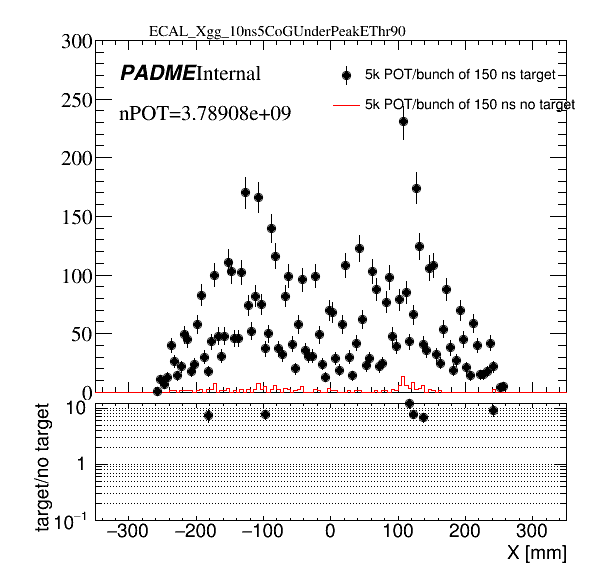 ECAL_Xgg_10ns5CoGUnderPeakEThr90
300
PADME Internal
5k POT/bunch of 150 ns target
250
5k POT/bunch of 150 ns no target
nPOT=3.78908e+09
200
150
100
50
0
target/no target
10
1
10⁻¹
−300 −200 −100 0 100 200 300
X [mm]